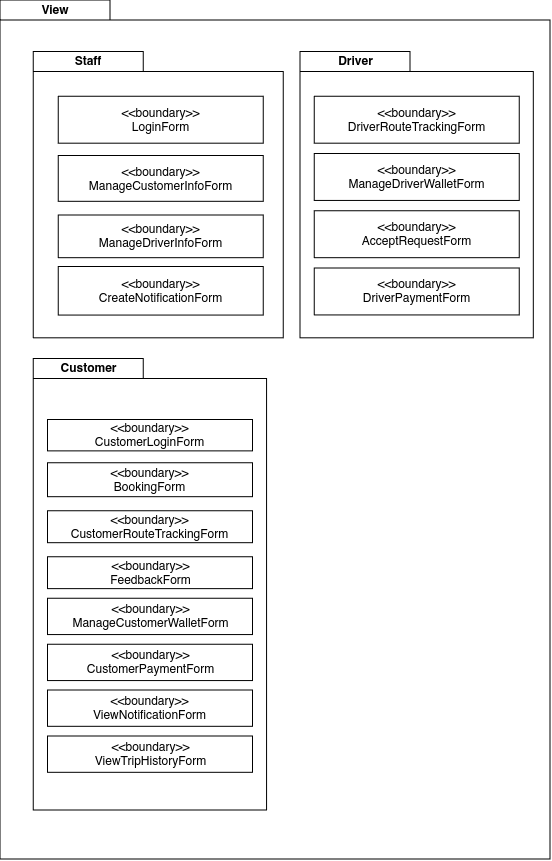 View
Staff
<<boundary>>
LoginForm
<<boundary>>
ManageCustomerInfoForm
<<boundary>>
ManageDriverInfoForm
<<boundary>>
CreateNotificationForm
Driver
<<boundary>>
DriverRouteTrackingForm
<<boundary>>
ManageDriverWalletForm
<<boundary>>
AcceptRequestForm
<<boundary>>
DriverPaymentForm
Customer
<<boundary>>
CustomerLoginForm
<<boundary>>
BookingForm
<<boundary>>
CustomerRouteTrackingForm
<<boundary>>
FeedbackForm
<<boundary>>
ManageCustomerWalletForm
<<boundary>>
CustomerPaymentForm
<<boundary>>
ViewNotificationForm
<<boundary>>
ViewTripHistoryForm